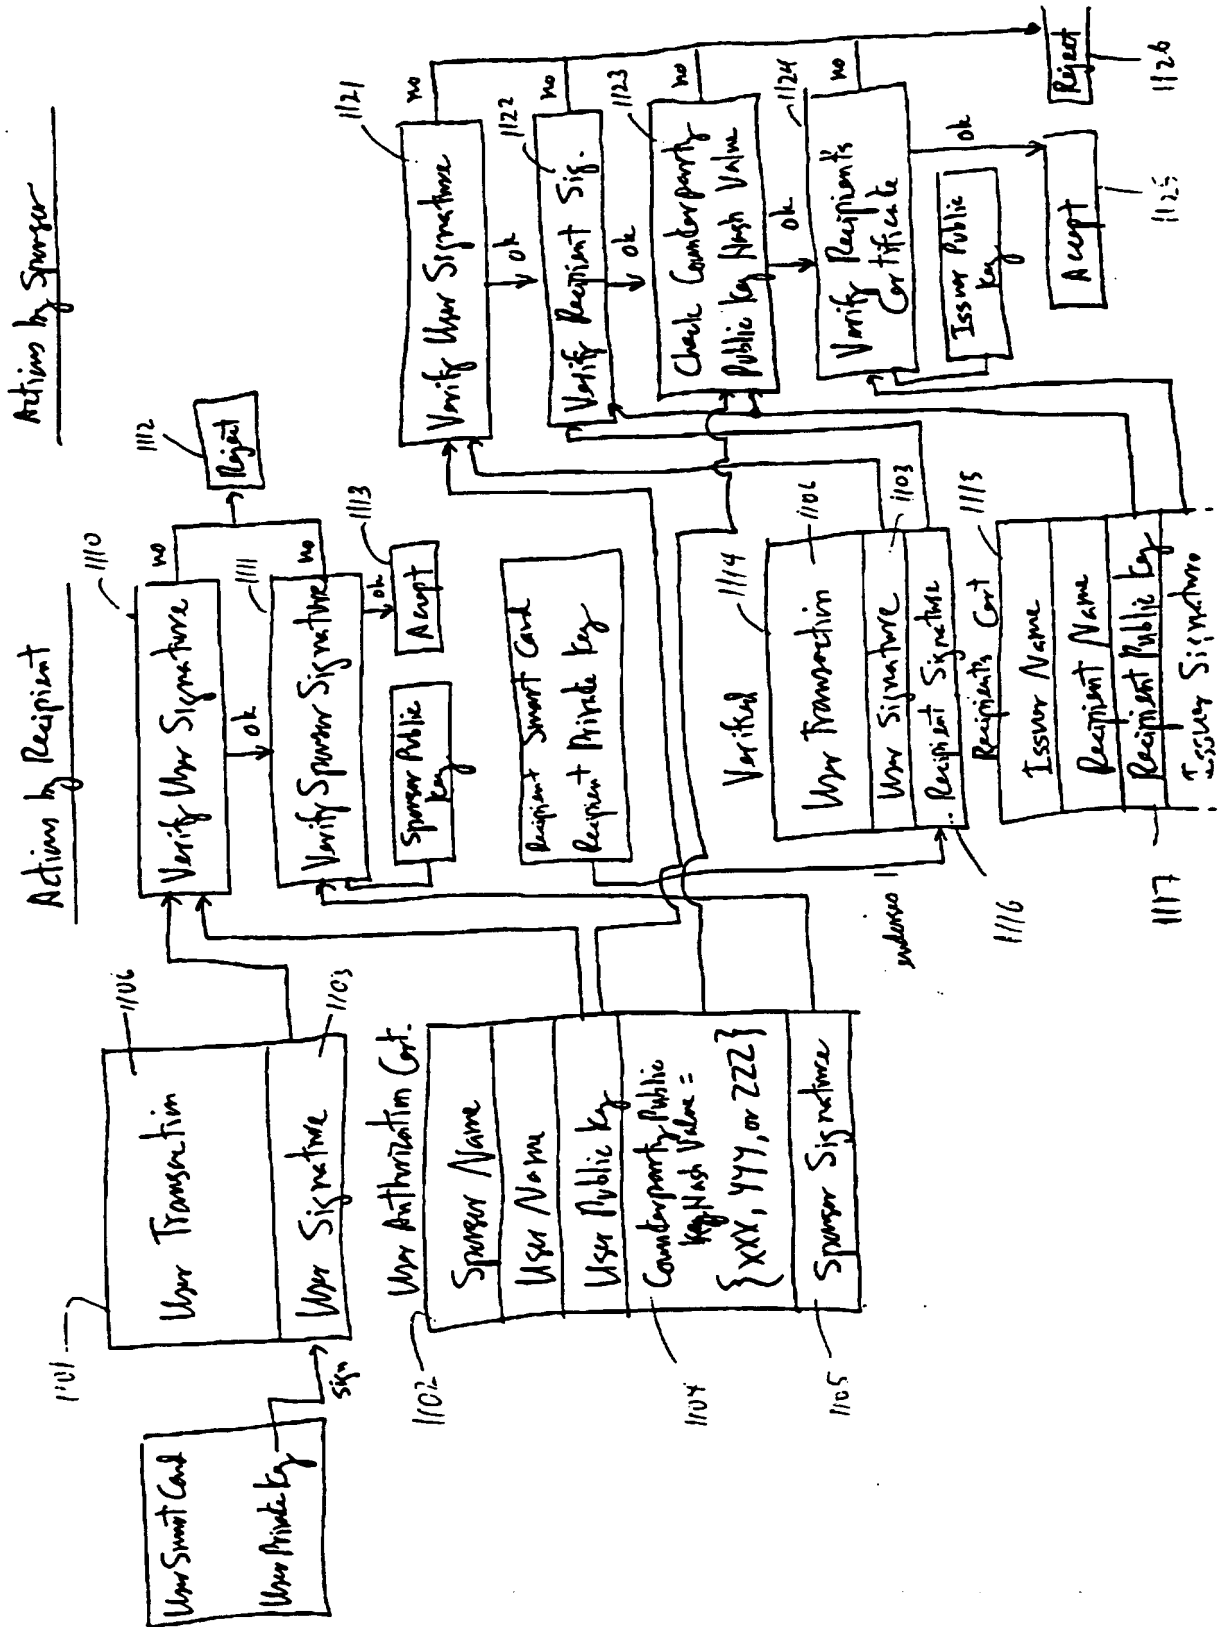 Actions by Recipient
Actions by Sponsor
1101
User Smart Card
User Private Key
sign
User Transaction
1106
User Signature
1103
1102
User Authorization Cert.
Sponsor Name
User Name
User Public Key
1104
Counterparty Public
Key Hash Value =
{XXX, YYY, or ZZZ}
1105
Sponsor Signature
1110
Verify User Signature
no
ok
1111
Verify Sponsor Signature
no
ok
1112
Reject
1113
Accept
Sponsor Public
Key
Recipient Smart Card
Recipient Private Key
endorses
1114
Verified
User Transaction
1106
User Signature
1103
Recipient Signature
1116
Recipients Cert
1115
Issuer Name
Recipient Name
Recipient Public Key
1117
Issuer Signature
1121
Verify User Signature
no
ok
1122
Verify Recipient Sig.
no
ok
1123
Check Counterparty
Public Key Hash Value
no
ok
1124
Verify Recipient's
Certificate
no
ok
Issuer Public
Key
Accept
1125
Reject
1126